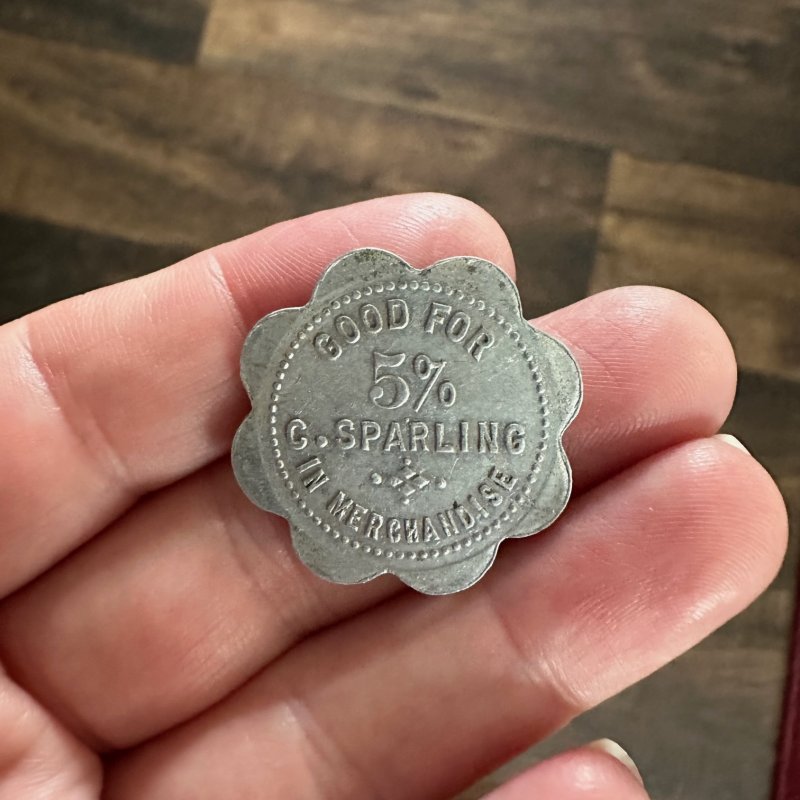 GOOD FOR
5%
C. SPARLING
IN MERCHANDISE